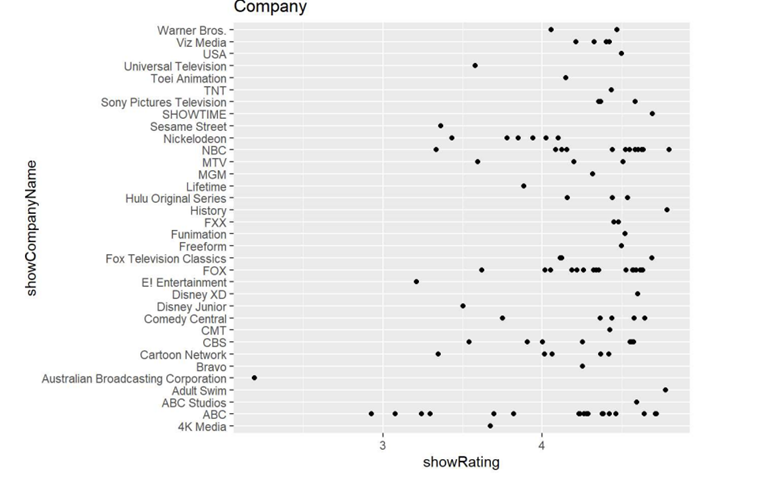 Company
Warner Bros.
Viz Media
USA
Universal Television
Toei Animation
TNT
Sony Pictures Television
SHOWTIME
Sesame Street
Nickelodeon
NBC
MTV
MGM
Lifetime
Hulu Original Series
History
FXX
Funimation
Freeform
Fox Television Classics
FOX
E! Entertainment
Disney XD
Disney Junior
Comedy Central
CMT
CBS
Cartoon Network
Bravo
Australian Broadcasting Corporation
Adult Swim
ABC Studios
ABC
4K Media
showCompanyName
3 4
showRating